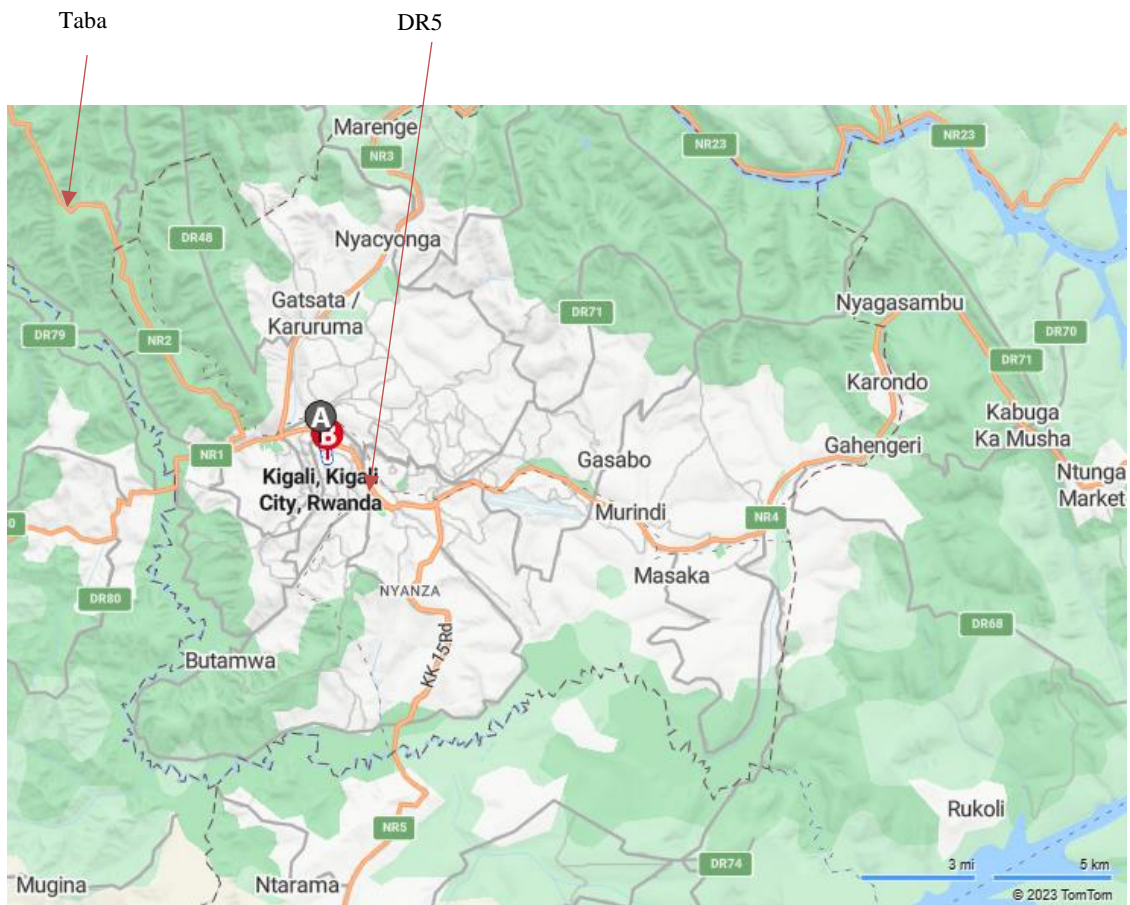 Taba
DR5
Marenge
NR3
NR23
NR23
DR48
Nyacyonga
Gatsata /
Karuruma
DR71
Nyagasambu
DR79
NR2
DR70
DR71
Karondo
Kabuga
Ka Musha
A
B
NR1
Gahengeri
Gasabo
Kigali, Kigali
City, Rwanda
Ntunga
Market
0
Murindi
NR4
Masaka
DR80
NYANZA
DR68
Butamwa
KK 15 Rd
Rukoli
NR5
DR74
3 mi
5 km
Mugina
Ntarama
© 2023 TomTom